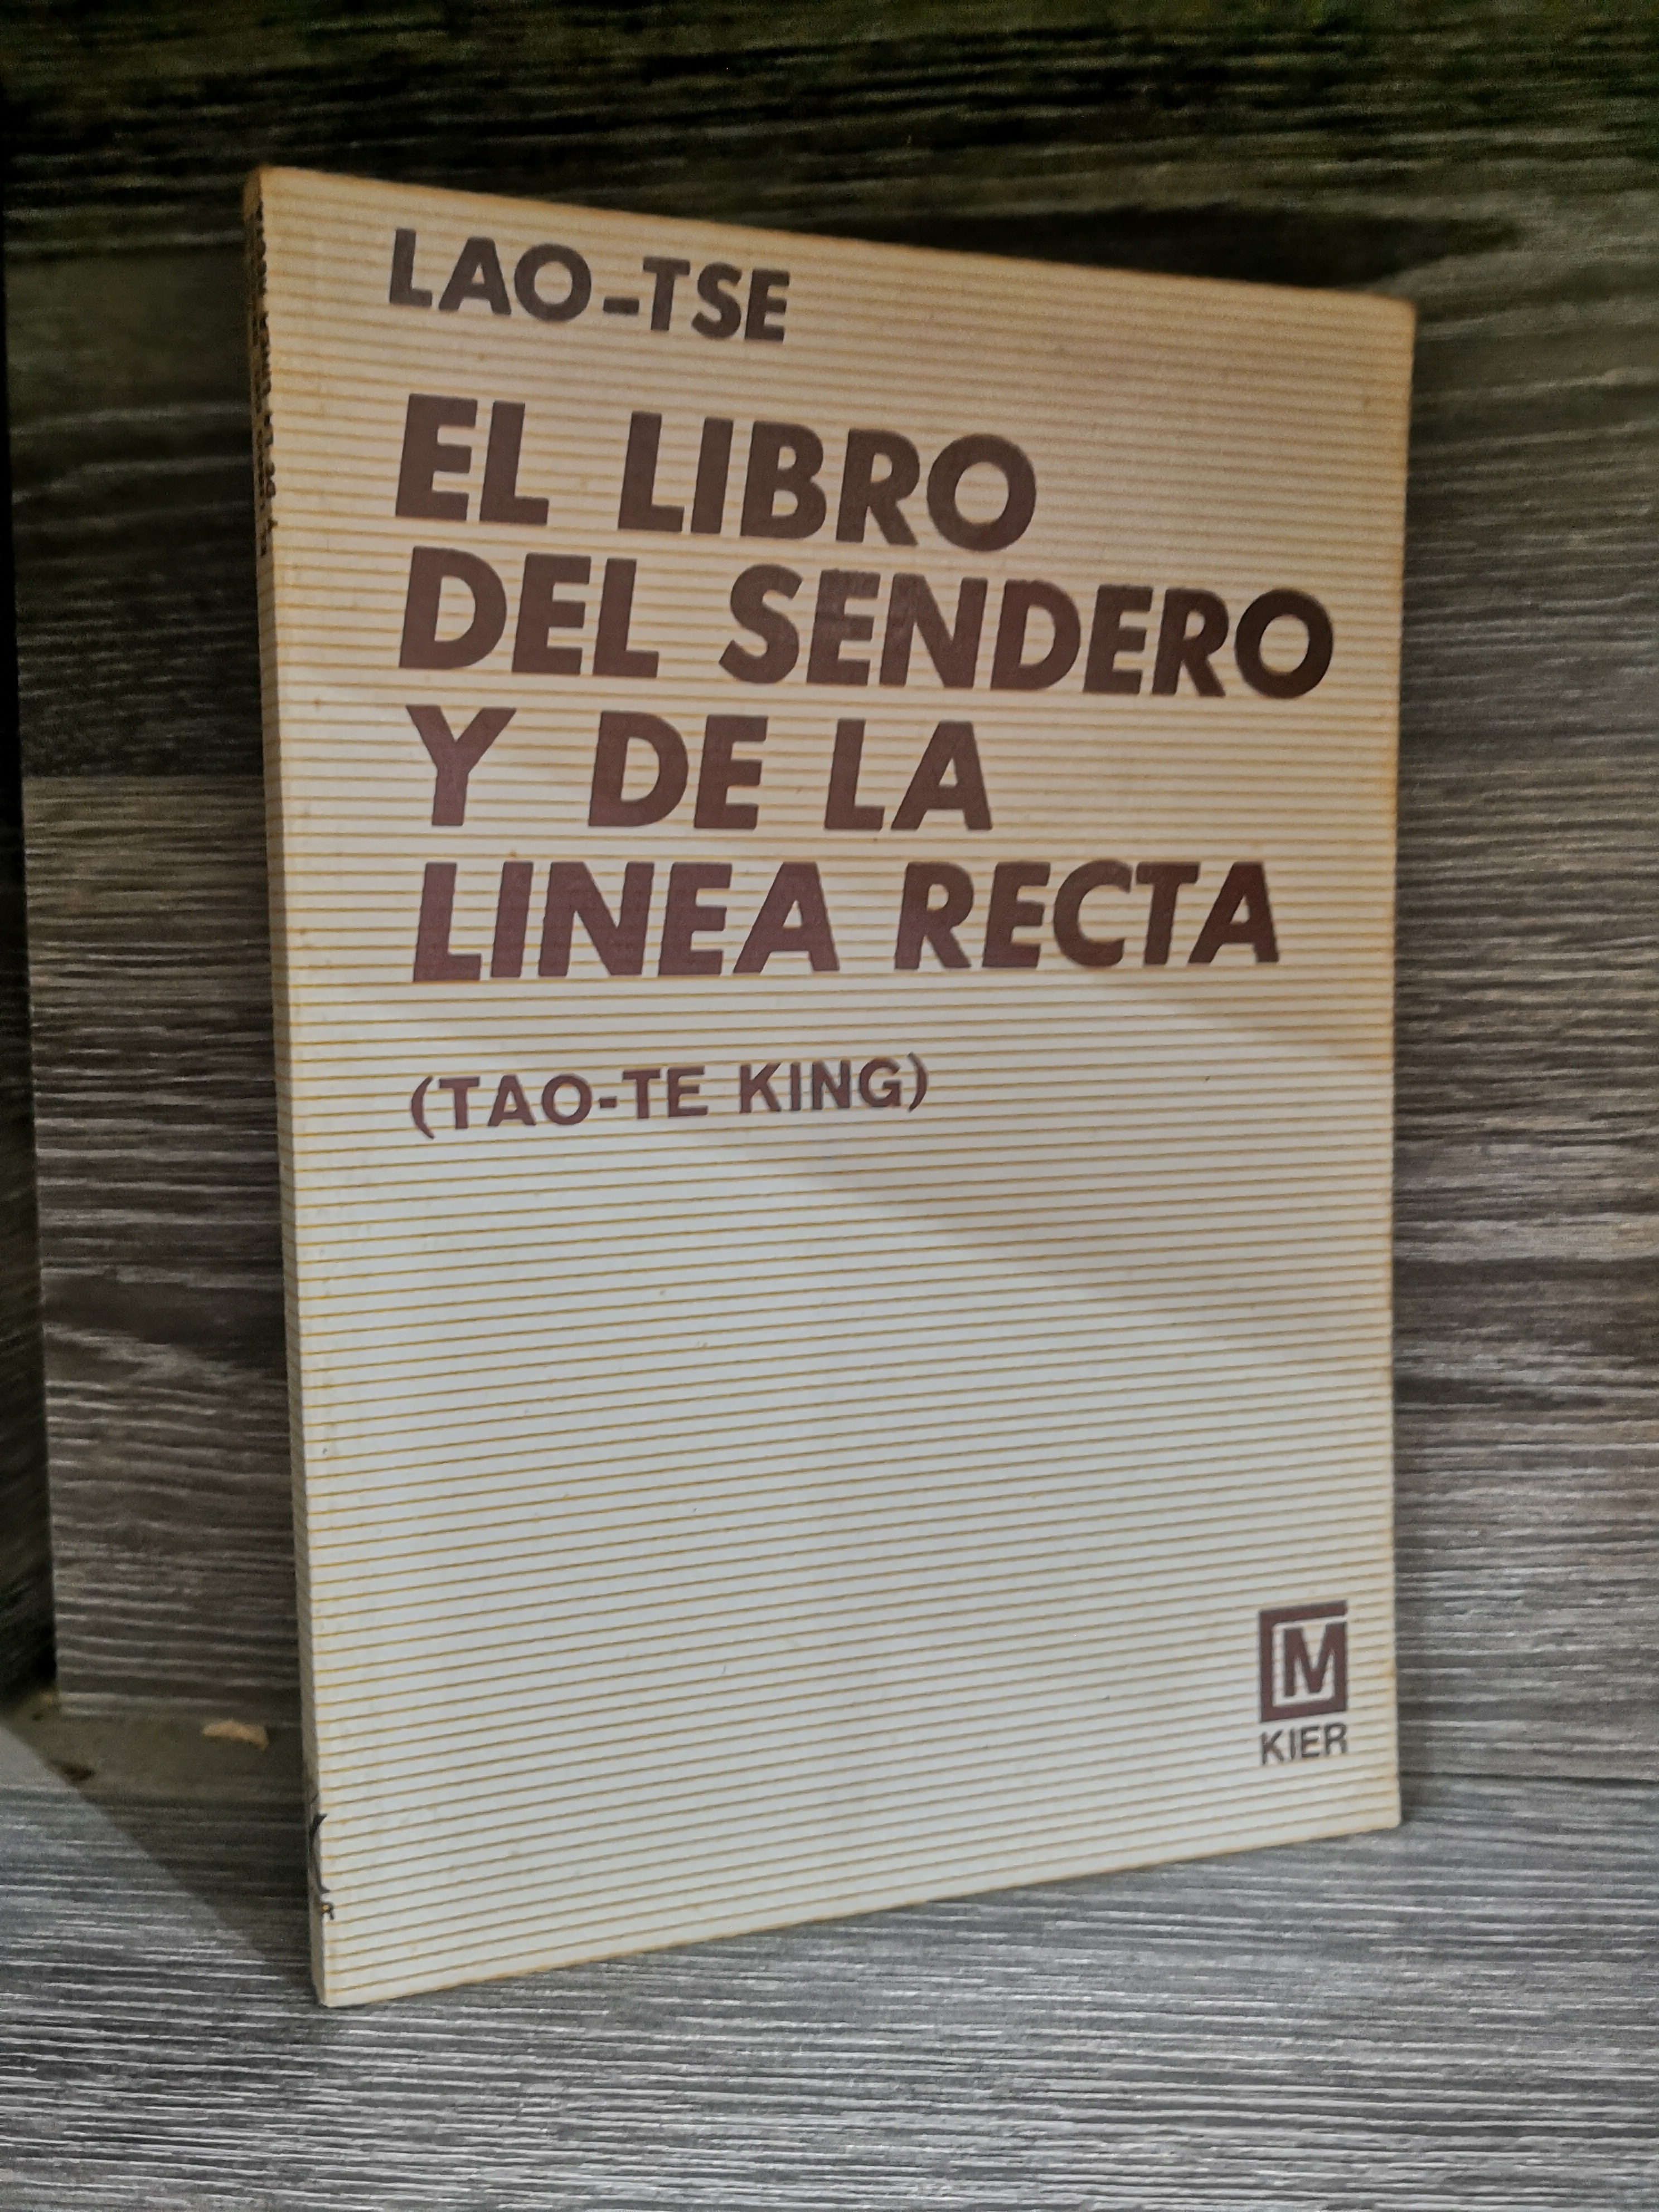 LAO-TSE
EL LIBRO
DEL SENDERO
Y DE LA
LINEA RECTA
(TAO-TE KING)
M
KIER